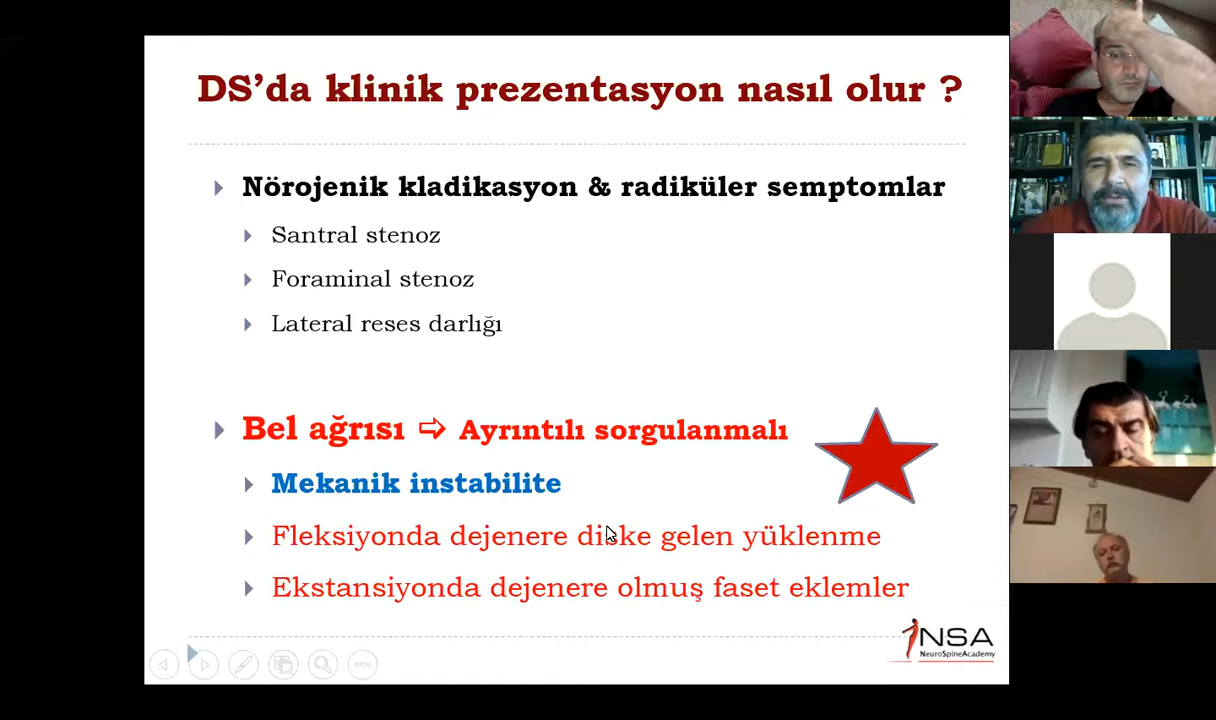 DS’da klinik prezentasyon nasıl olur ?
Nörojenik kladikasyon & radiküler semptomlar
Santral stenoz
Foraminal stenoz
Lateral reses darlığı
Bel ağrısı ⇨ Ayrıntılı sorgulanmalı
Mekanik instabilite
Fleksiyonda dejenere diske gelen yüklenme
Ekstansiyonda dejenere olmuş faset eklemler
NSA
NeuroSpineAcademy